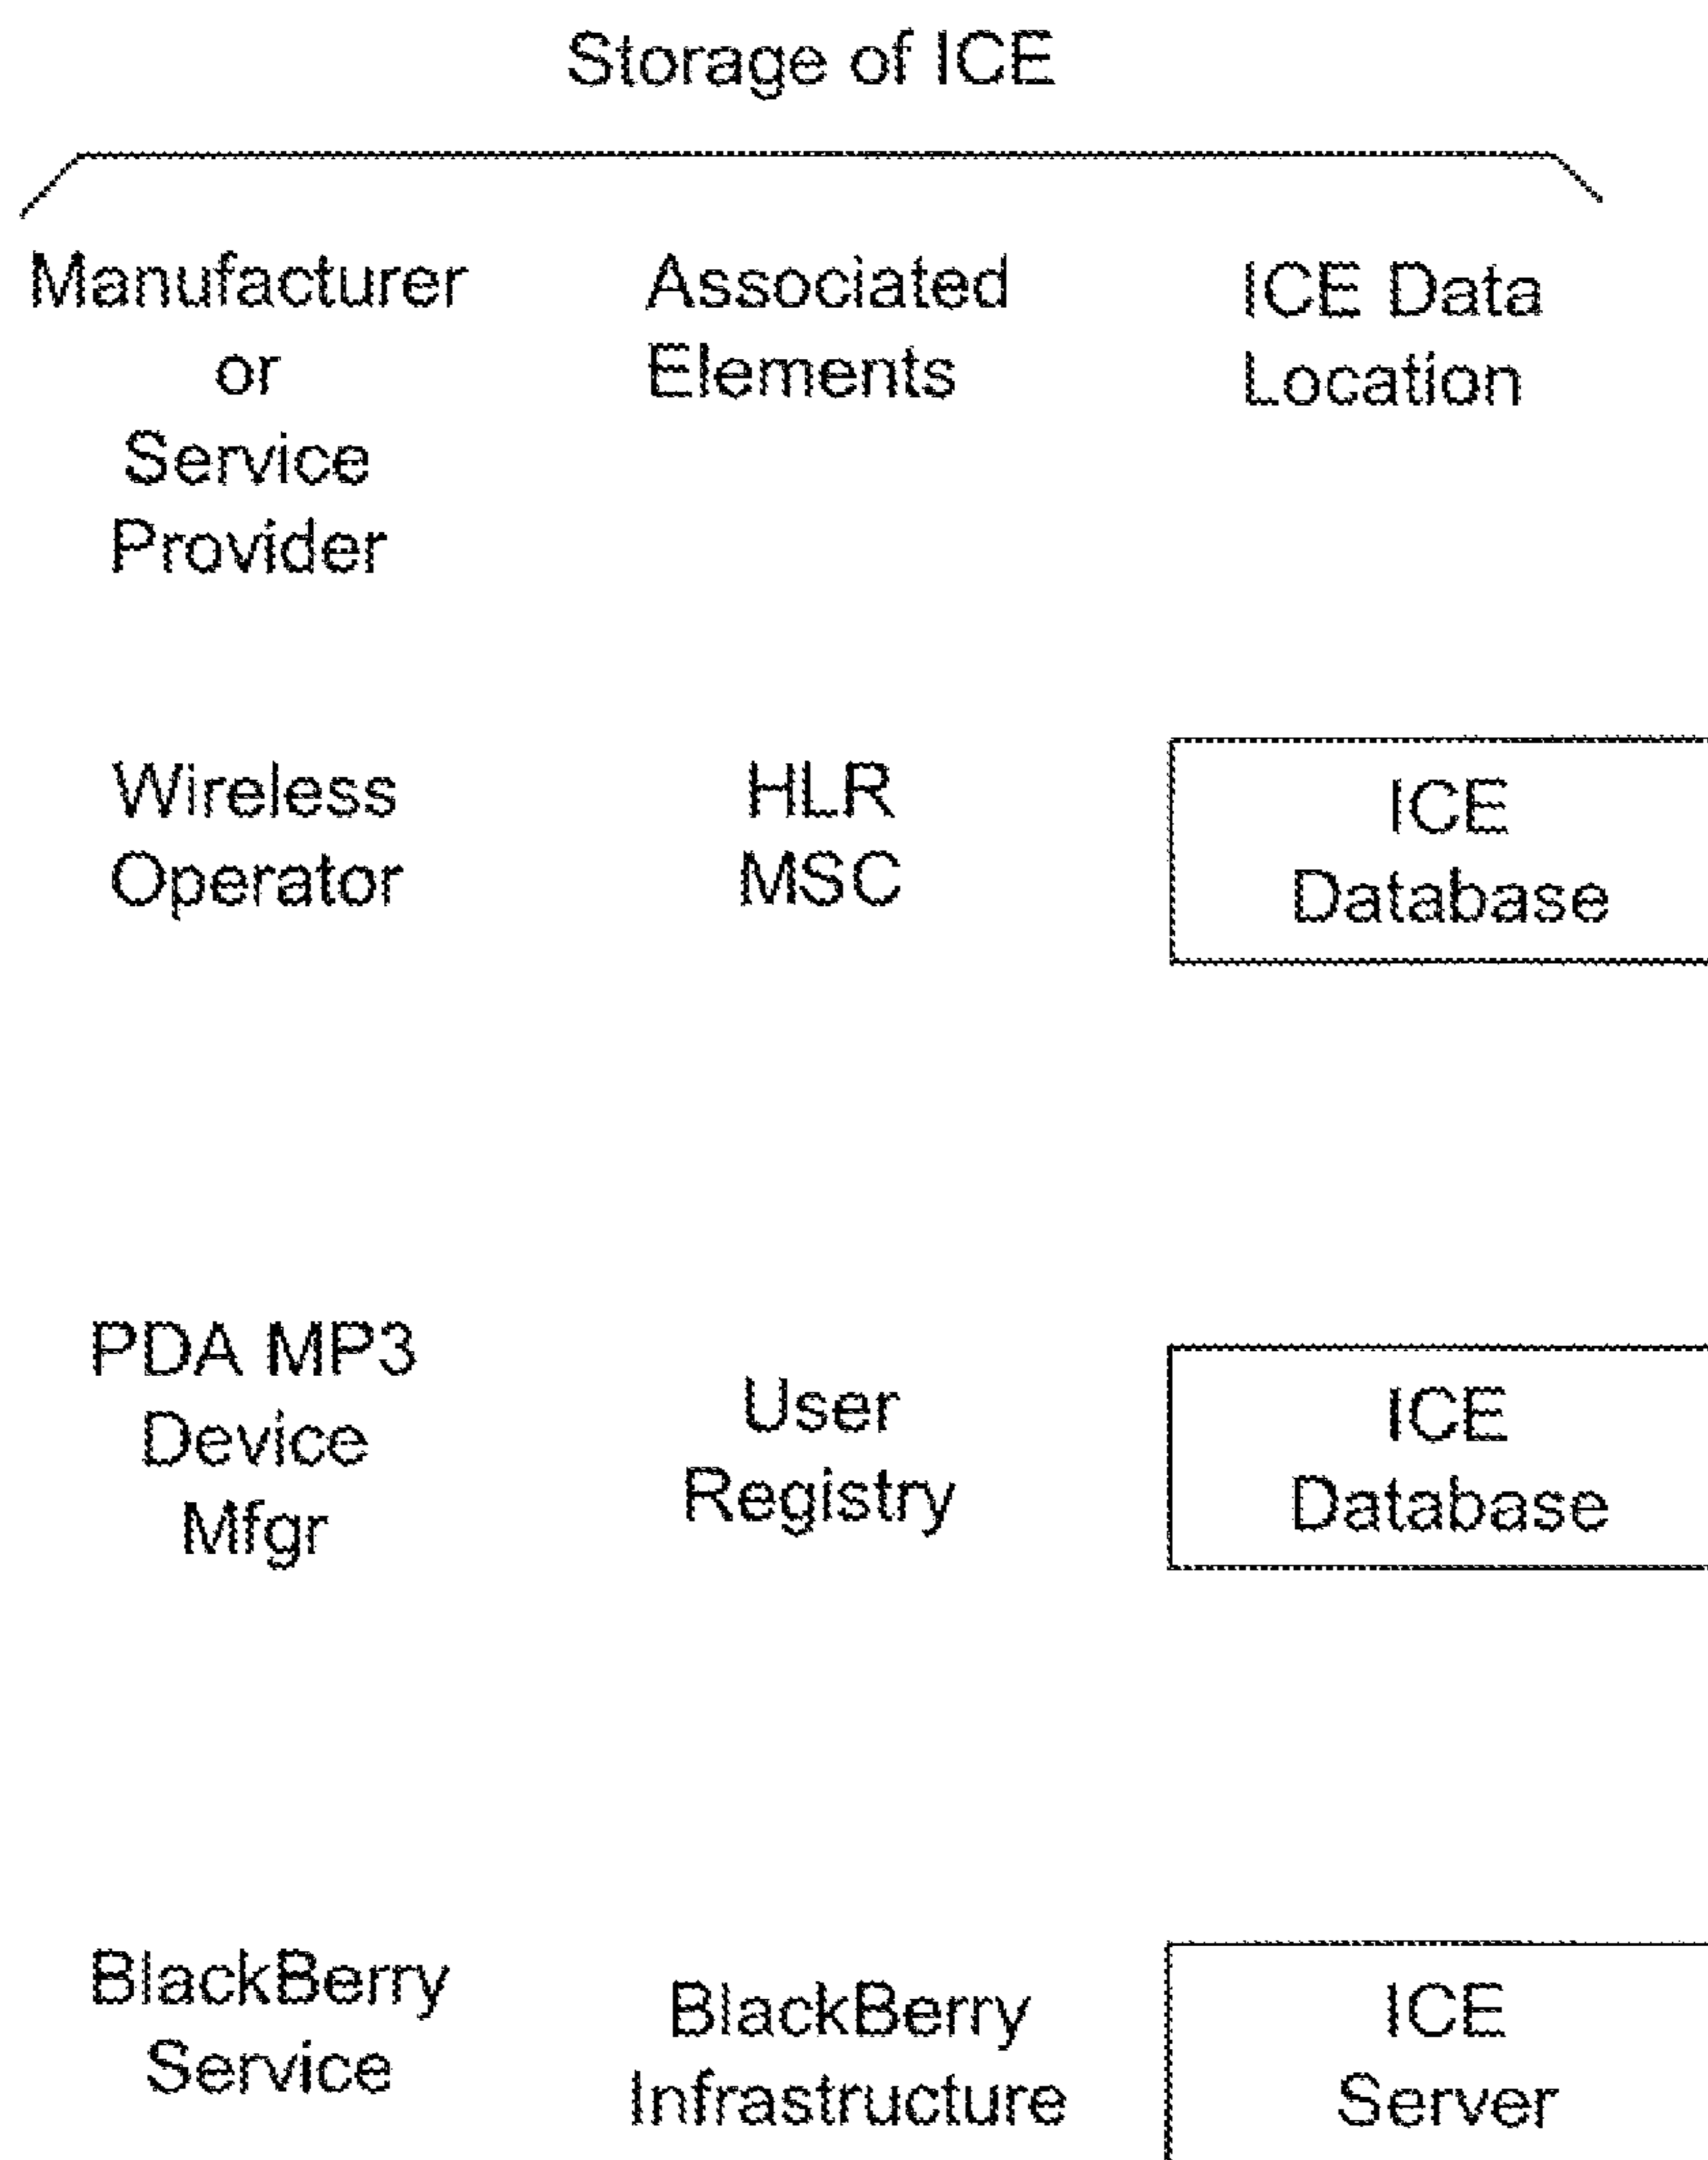 Storage of ICE
Manufacturer
or
Service
Provider
Associated
Elements
ICE Data
Location
Wireless
Operator
HLR
MSC
ICE
Database
PDA MP3
Device
Mfgr
User
Registry
ICE
Database
BlackBerry
Service
BlackBerry
Infrastructure
ICE
Server